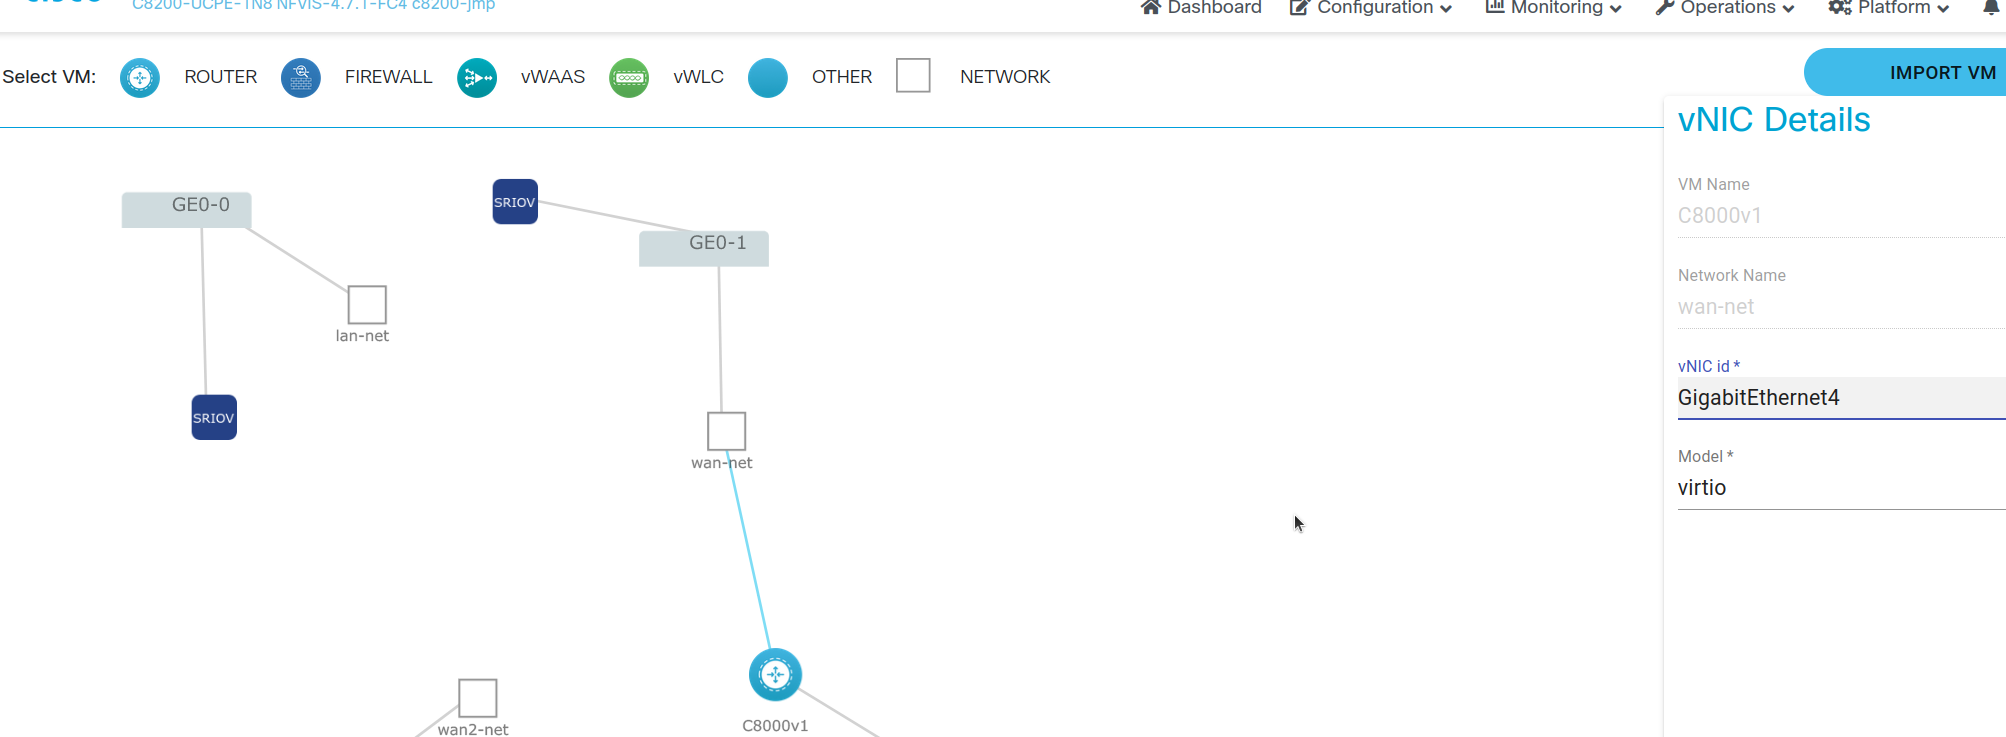 C8200-UCPE-1N8 NFVIS-4.7.1-FC4 c8200-jmp
Dashboard Configuration Monitoring Operations Platform
Select VM: ROUTER FIREWALL vWAAS vWLC OTHER NETWORK
IMPORT VM
vNIC Details
VM Name
C8000v1
Network Name
wan-net
vNIC id *
GigabitEthernet4
Model *
virtio
GE0-0
SRIOV
GE0-1
lan-net
SRIOV
wan-net
C8000v1
wan2-net